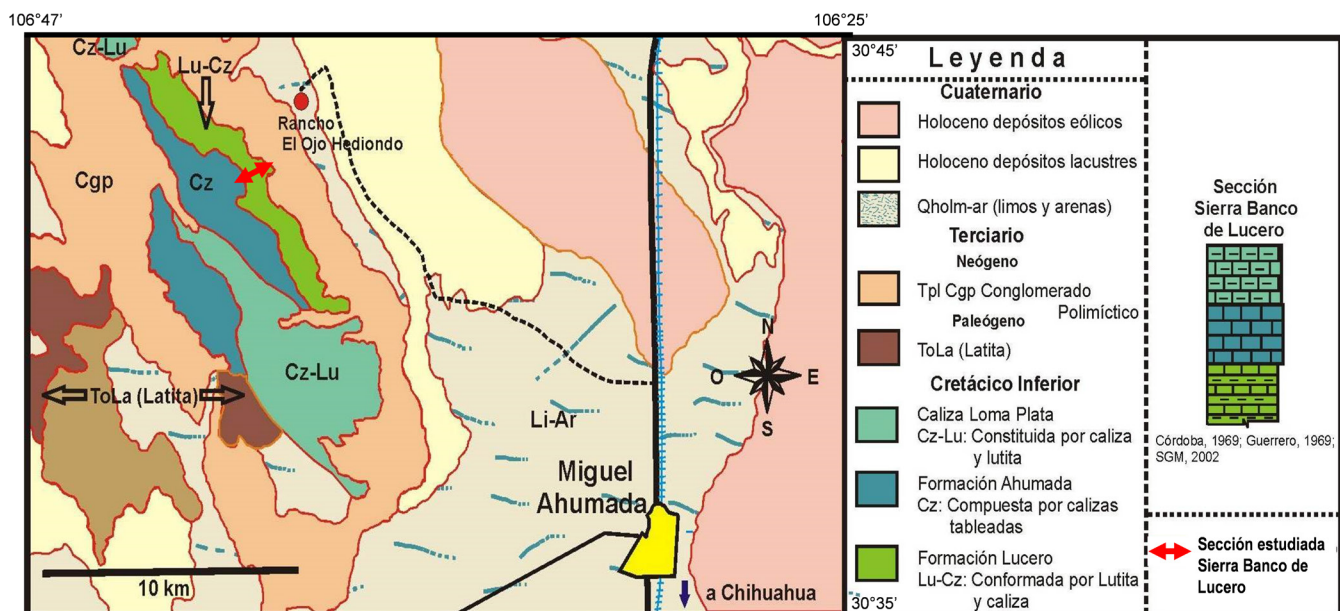 106°47'
106°25'
Cz-Lu
Lu-Cz
Rancho
El Ojo Hediondo
Cgp
Cz
Cz-Lu
ToLa (Latita)
Li-Ar
Miguel
Ahumada
N
O
E
S
10 km
a Chihuahua
30°45'
30°35'
Leyenda
Cuaternario
Holoceno depósitos eólicos
Holoceno depósitos lacustres
Qholm-ar (limos y arenas)
Terciario
Neógeno
Tpl Cgp Conglomerado
Polimíctico
Paleógeno
ToLa (Latita)
Cretácico Inferior
Caliza Loma Plata
Cz-Lu: Constituida por caliza
y lutita
Formación Ahumada
Cz: Compuesta por calizas
tableadas
Formación Lucero
Lu-Cz: Conformada por Lutita
y caliza
Sección
Sierra Banco
de Lucero
Córdoba, 1969; Guerrero, 1969;
SGM, 2002
Sección estudiada
Sierra Banco de
Lucero